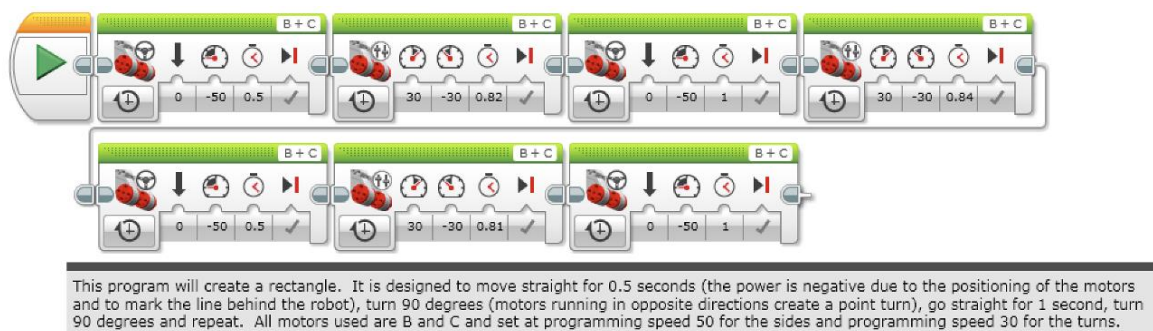 B + C B + C B + C B + C
0 -50 0.5 30 -30 0.82 0 -50 1 30 -30 0.84
B + C B + C B + C
0 -50 0.5 30 -30 0.81 0 -50 1
This program will create a rectangle. It is designed to move straight for 0.5 seconds (the power is negative due to the positioning of the motors
and to mark the line behind the robot), turn 90 degrees (motors running in opposite directions create a point turn), go straight for 1 second, turn
90 degrees and repeat. All motors used are B and C and set at programming speed 50 for the sides and programming speed 30 for the turns.